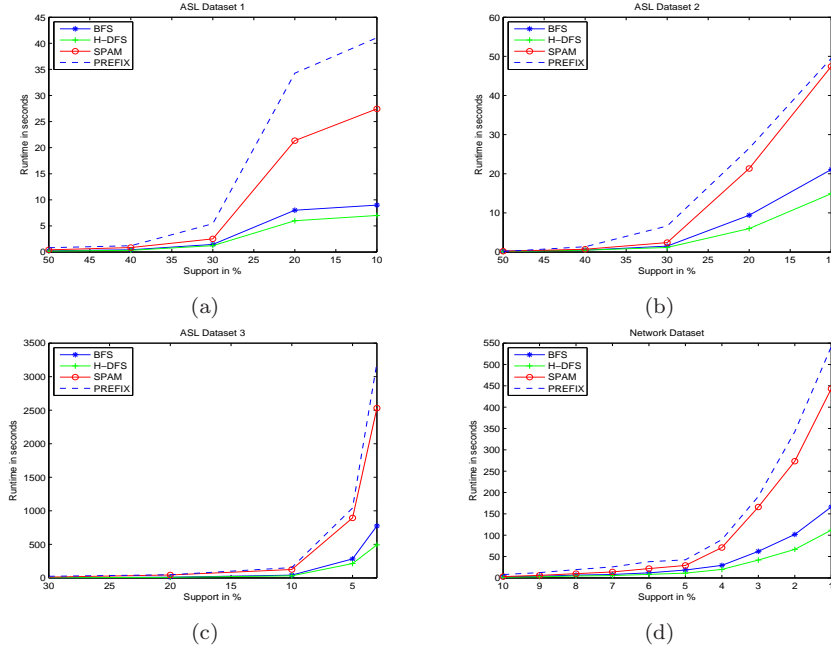 ASL Dataset 1
BFS
H-DFS
SPAM
PREFIX
Runtime in seconds
45
40
35
30
25
20
15
10
5
0
50 45 40 35 30 25 20 15 10
Support in %
(a)
ASL Dataset 2
BFS
H-DFS
SPAM
PREFIX
Runtime in seconds
60
50
40
30
20
10
0
50 45 40 35 30 25 20 15 1
Support in %
(b)
ASL Dataset 3
BFS
H-DFS
SPAM
PREFIX
Runtime in seconds
3500
3000
2500
2000
1500
1000
500
0
30 25 20 15 10 5
Support in %
(c)
Network Dataset
BFS
H-DFS
SPAM
PREFIX
Runtime in seconds
550
500
450
400
350
300
250
200
150
100
50
0
10 9 8 7 6 5 4 3 2 1
Support in %
(d)